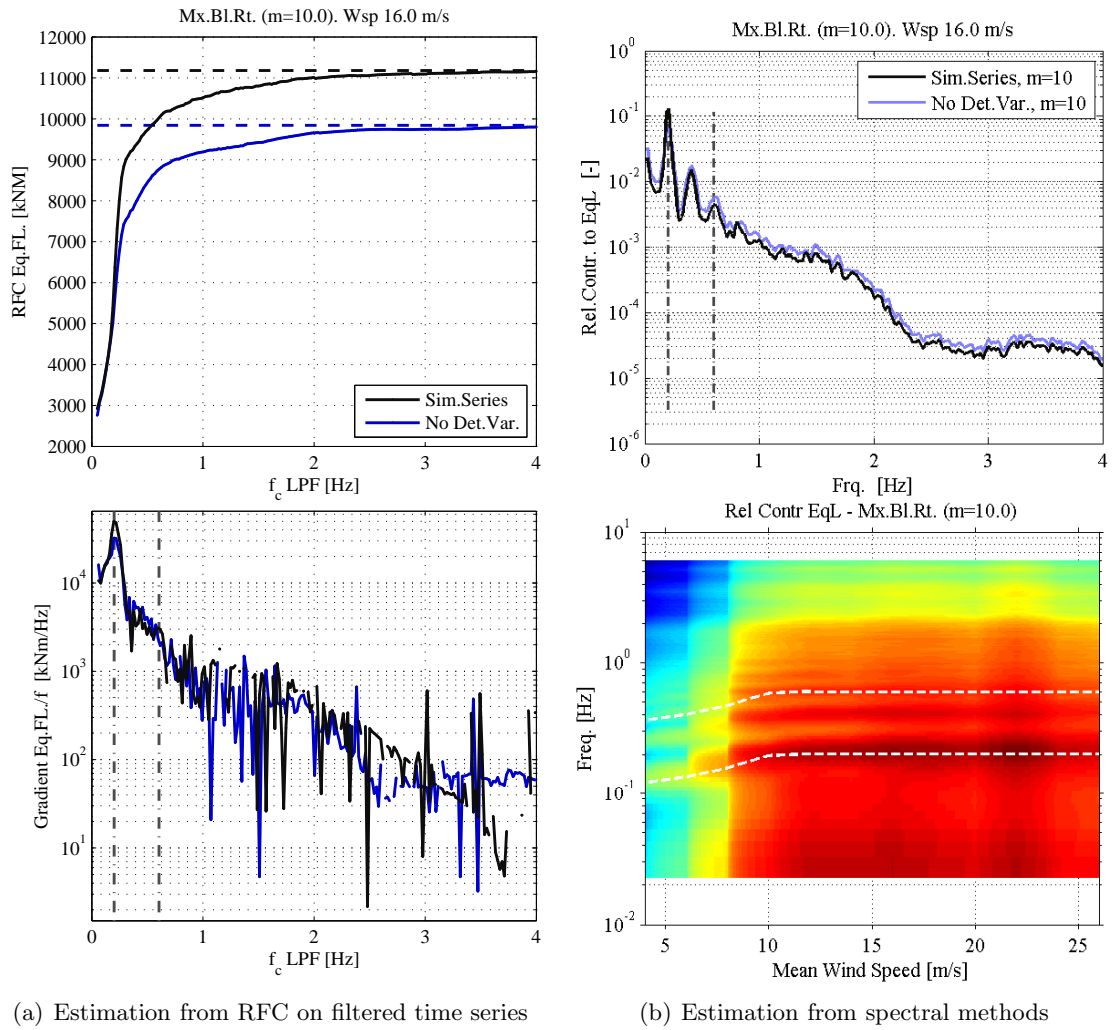 Mx.Bl.Rt. (m=10.0). Wsp 16.0 m/s
12000
11000
10000
9000
8000
7000
6000
5000
4000
3000
2000
RFC Eq.FL. [kNM]
Sim.Series
No Det.Var.
0 1 2 3 4
f_c LPF [Hz]
10^4
10^3
10^2
10^1
Gradient Eq.FL./f [kNm/Hz]
0 1 2 3 4
f_c LPF [Hz]
(a) Estimation from RFC on filtered time series
Mx.Bl.Rt. (m=10.0). Wsp 16.0 m/s
10^0
10^-1
10^-2
10^-3
10^-4
10^-5
10^-6
Rel.Contr. to EqL [-]
Sim.Series, m=10
No Det.Var., m=10
0 1 2 3 4
Frq. [Hz]
Rel Contr EqL - Mx.Bl.Rt. (m=10.0)
10^1
10^0
10^-1
10^-2
Freq. [Hz]
5 10 15 20 25
Mean Wind Speed [m/s]
(b) Estimation from spectral methods